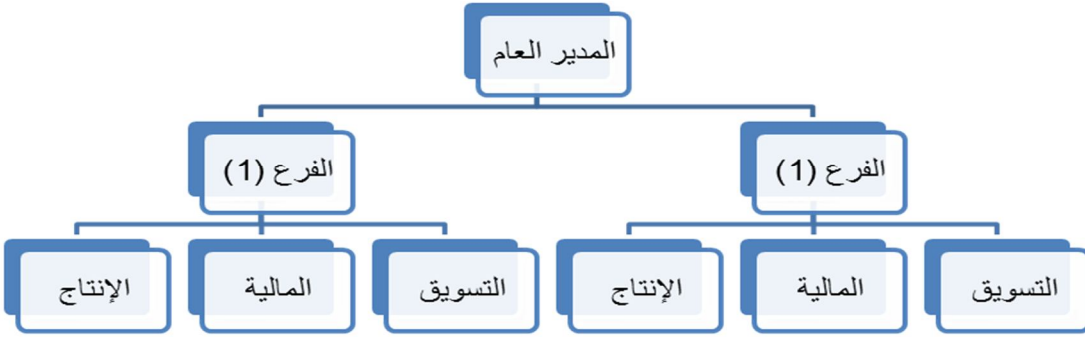 المدير العام
الفرع (1)
الفرع (1)
التسويق
المالية
الإنتاج
التسويق
المالية
الإنتاج